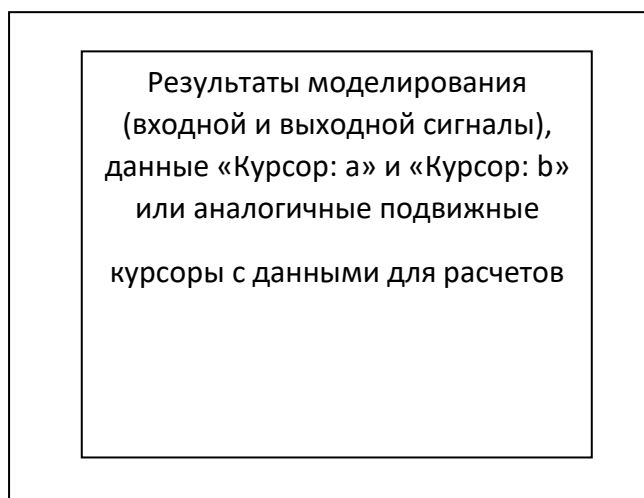 Результаты моделирования
(входной и выходной сигналы),
данные «Курсор: a» и «Курсор: b»
или аналогичные подвижные
курсоры с данными для расчетов